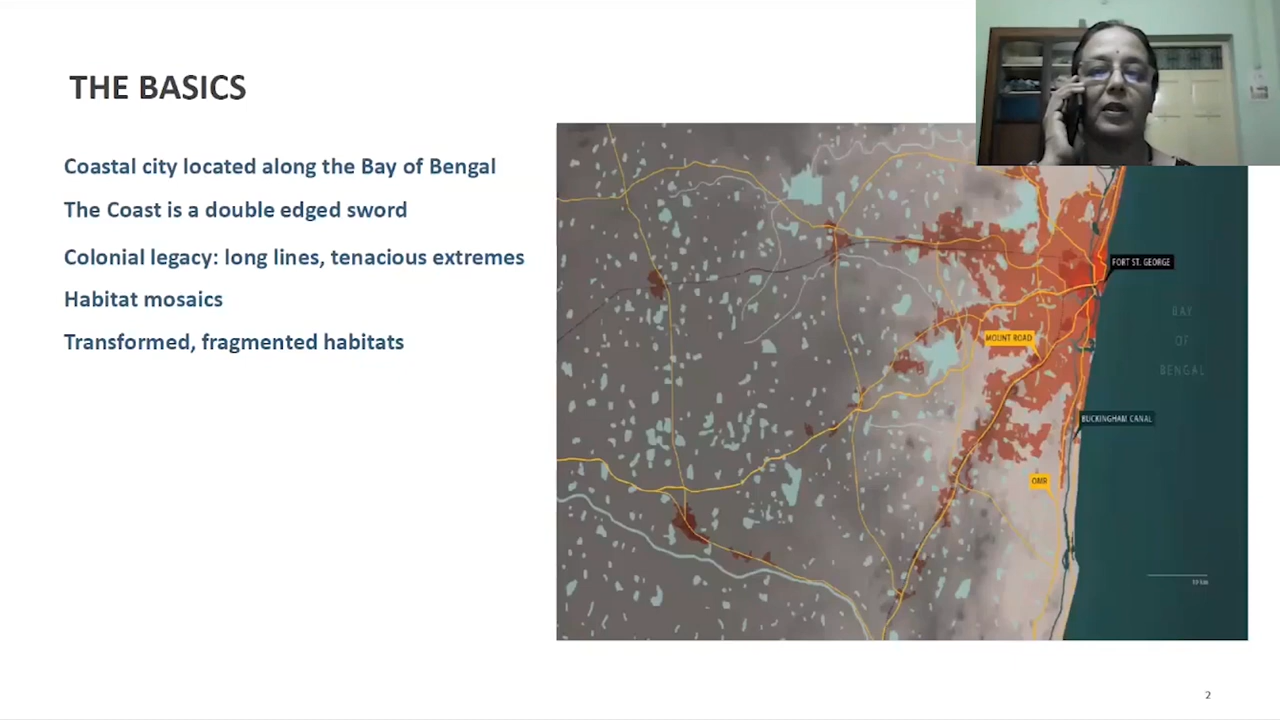 THE BASICS
Coastal city located along the Bay of Bengal
The Coast is a double edged sword
Colonial legacy: long lines, tenacious extremes
Habitat mosaics
Transformed, fragmented habitats
FORT ST. GEORGE
MOUNT ROAD
BAY
OF
BENGAL
BUCKINGHAM CANAL
OMR
10 km
2